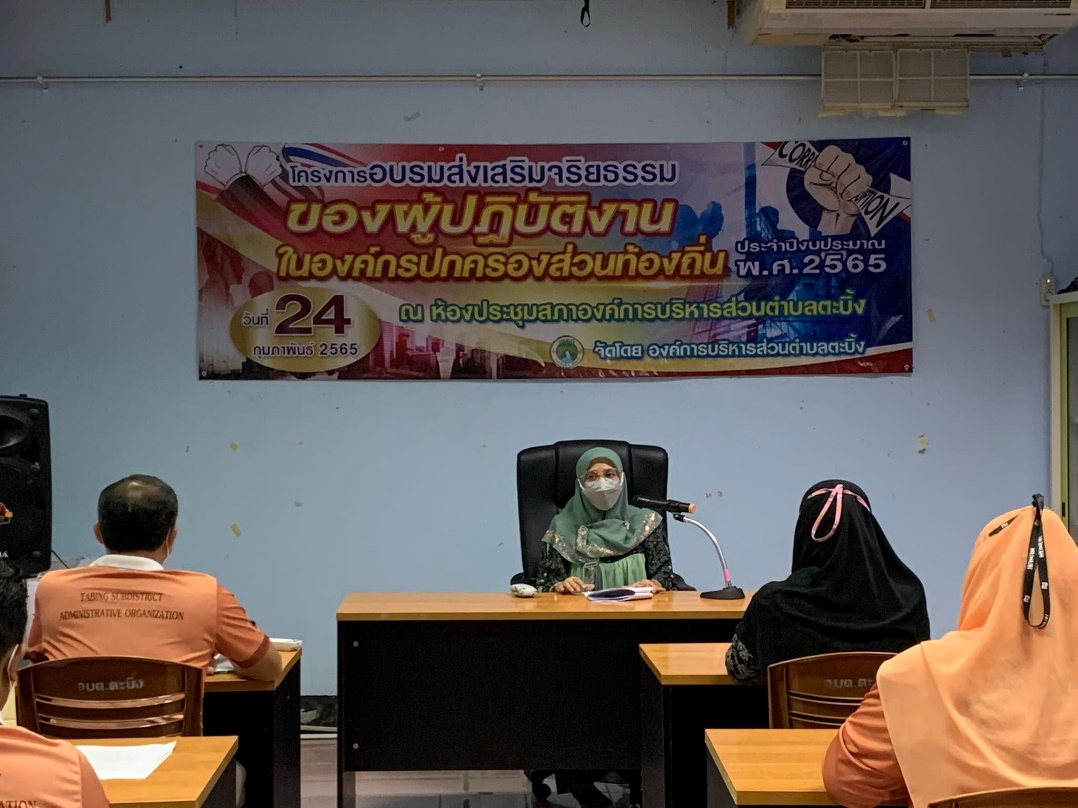 โครงการอบรมส่งเสริมจริยธรรม
ของผู้ปฏิบัติงาน
ในองค์กรปกครองส่วนท้องถิ่น
ประจำปีงบประมาณ
พ.ศ.2565
CORRUPTION
วันที่ 24
กุมภาพันธ์ 2565
ณ ห้องประชุมสภาองค์การบริหารส่วนตำบลตะบิ้ง
จัดโดย องค์การบริหารส่วนตำบลตะบิ้ง
TABING SUBDISTRICT
ADMINISTRATIVE ORGANIZATION
อบต.ตะบิ้ง
อบต.ตะ